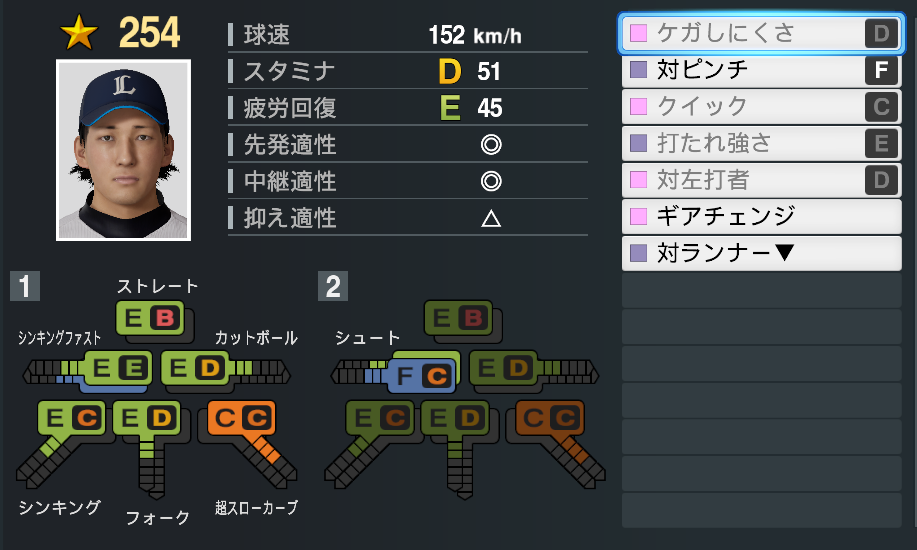 ★ 254
L
球速 152 km/h
スタミナ D 51
疲労回復 E 45
先発適性 ◎
中継適性 ◎
抑え適性 △
ケガしにくさ D
対ピンチ F
クイック C
打たれ強さ E
対左打者 D
ギアチェンジ
対ランナー▼
1
ストレート
E B
シンキングファスト
カットボール
E E
E D
E C
E D
C C
シンキング
フォーク
超スローカーブ
2
E B
シュート
F C
E D
E C
E D
C C